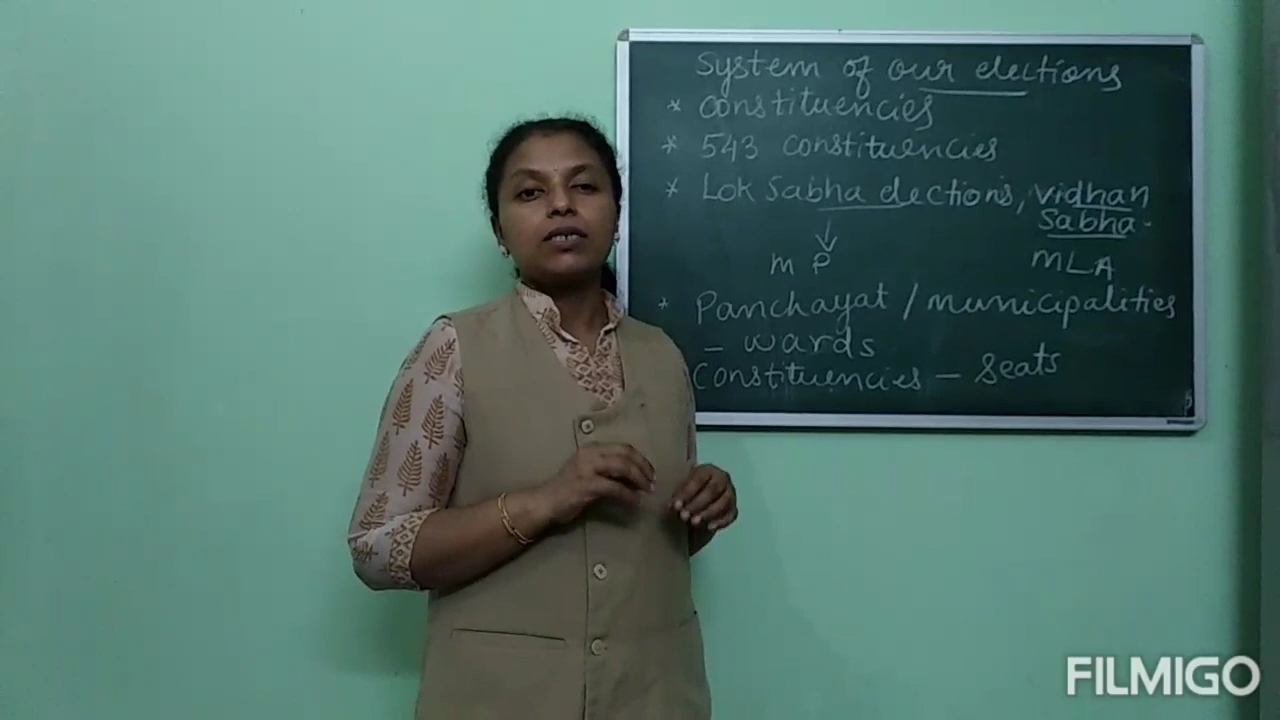 System of our elections
* Constituencies
* 543 constituencies
* Lok Sabha elections, Vidhan
Sabha.
↓
MP MLA
* Panchayat / Municipalities
- wards
Constituencies - Seats
FILMIGO